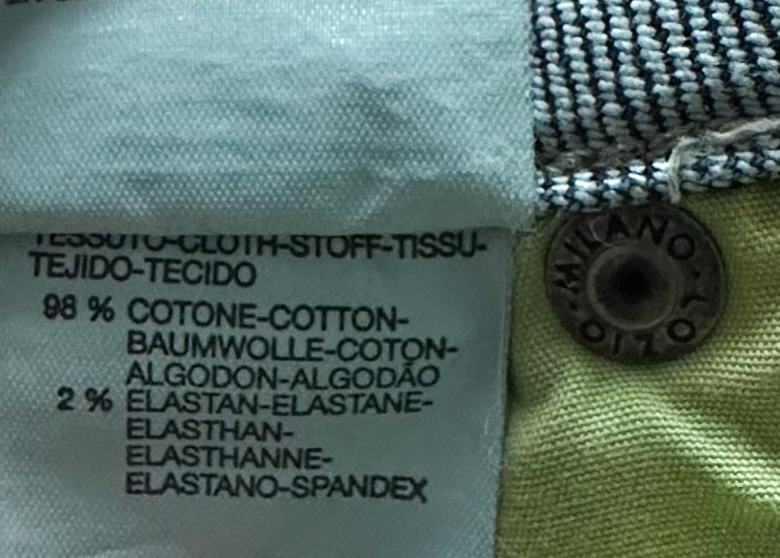 TESSUTO-CLOTH-STOFF-TISSU-
TEJIDO-TECIDO
98 % COTONE-COTTON-
BAUMWOLLE-COTON-
ALGODON-ALGODÃO
2 % ELASTAN-ELASTANE-
ELASTHAN-
ELASTHANNE-
ELASTANO-SPANDEX
MILANO